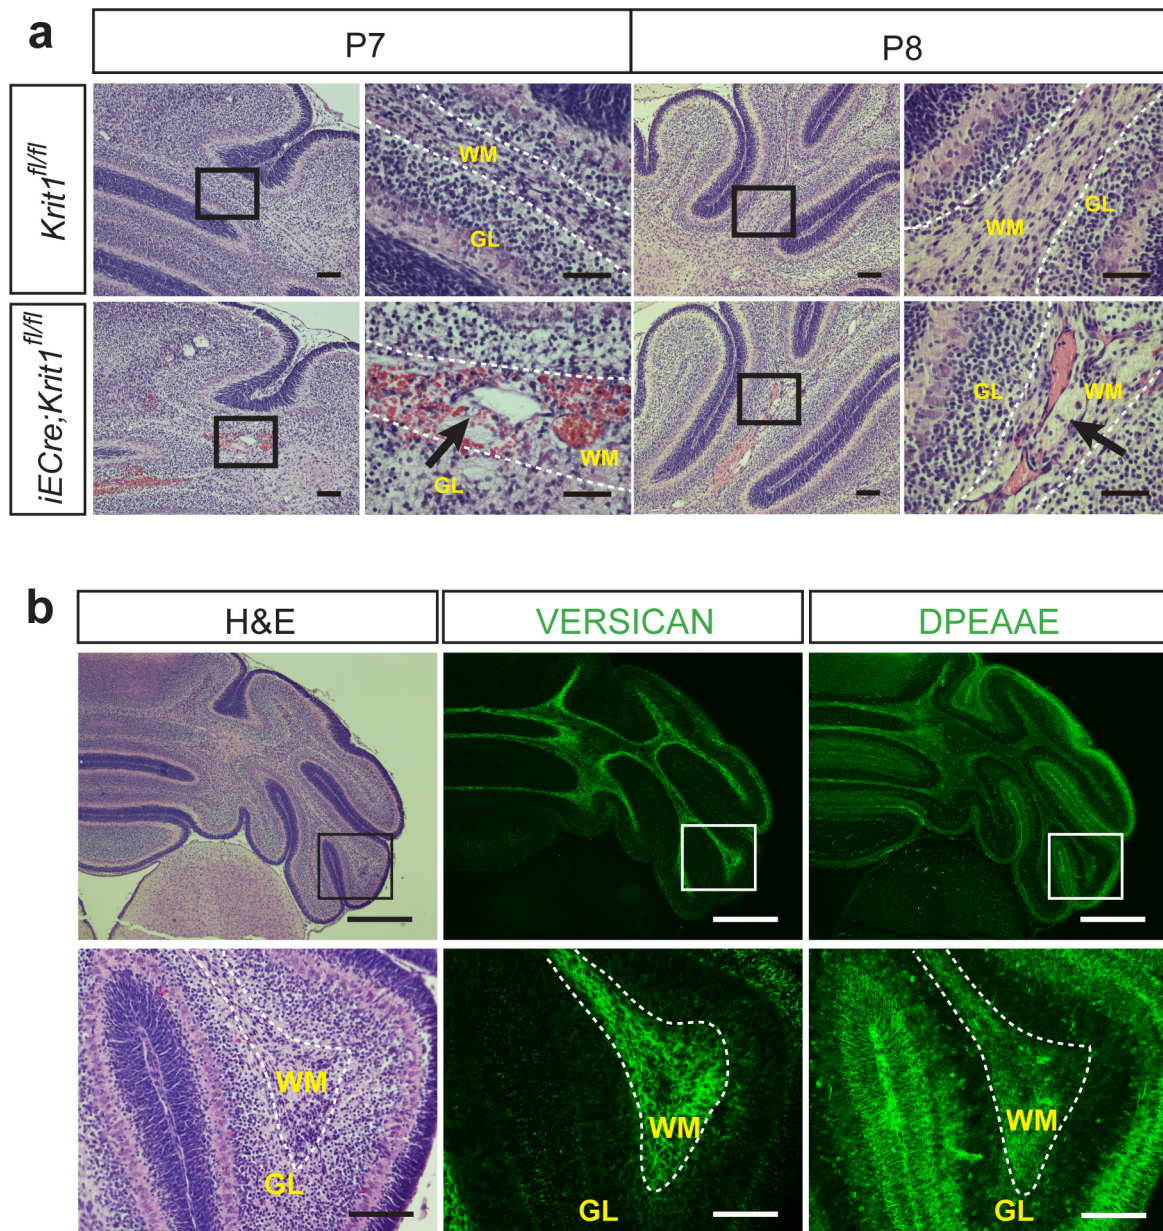 a
P7
P8
Krit1fl/fl
WM
GL
WM
GL
iECre;Krit1fl/fl
GL
WM
GL
WM
b
H&E
VERSICAN
DPEAAE
WM
GL
WM
GL
WM
GL